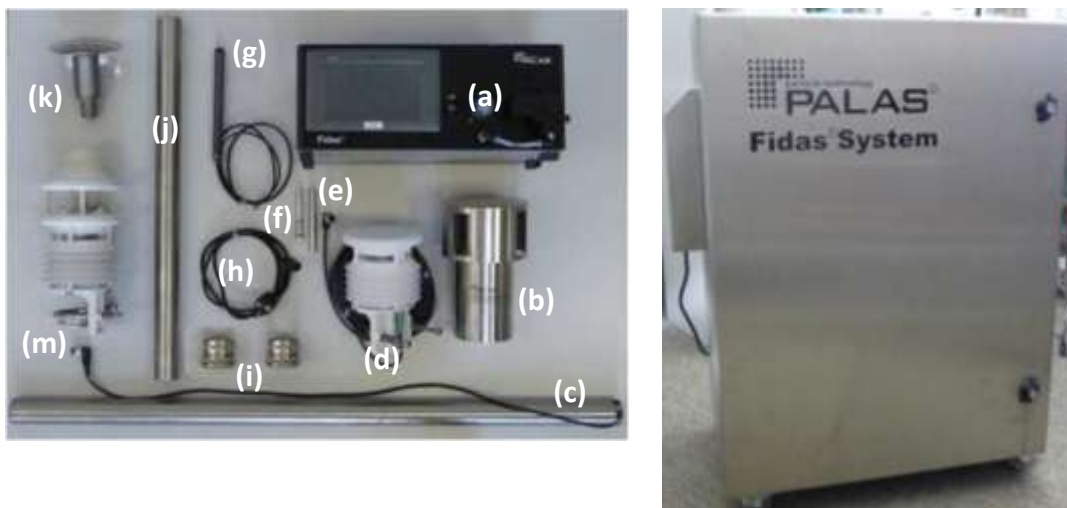 (k)
(g)
(j)
(a)
(e)
(f)
(h)
(b)
(m)
(d)
(i)
(c)
PALAS®
Fidas® System